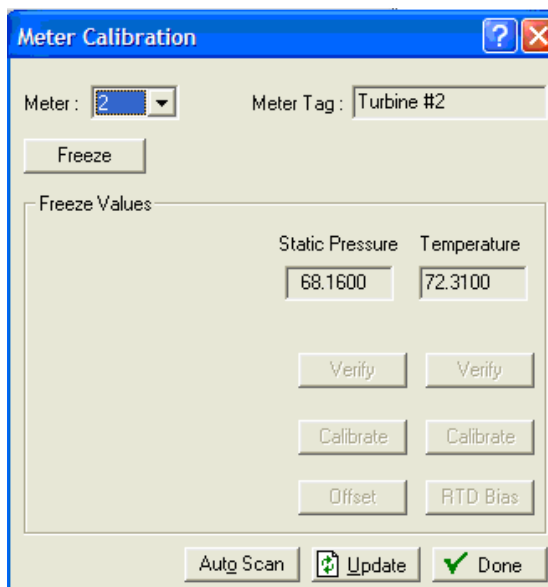 Meter Calibration
Meter : 2 Meter Tag : Turbine #2
Freeze
Freeze Values
Static Pressure Temperature
68.1600 72.3100
Verify Verify
Calibrate Calibrate
Offset RTD Bias
Auto Scan Update Done